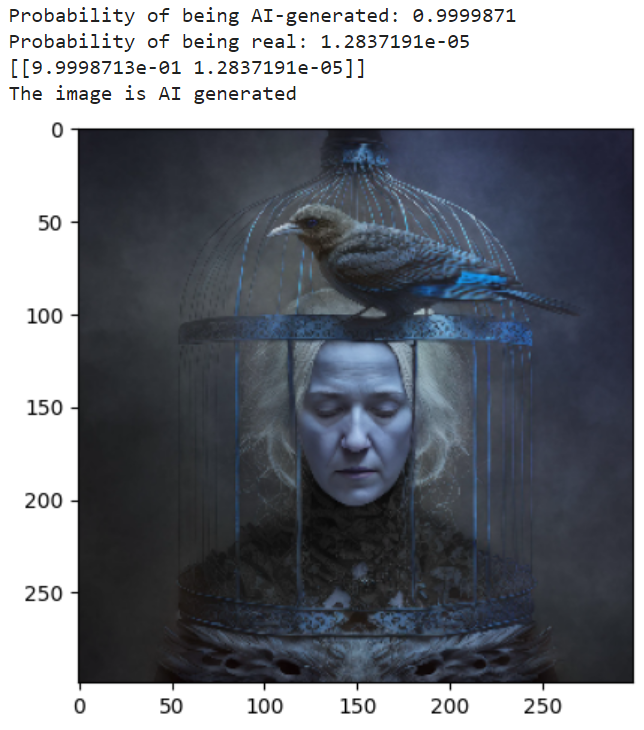 Probability of being AI-generated: 0.9999871
Probability of being real: 1.2837191e-05
[[9.9998713e-01 1.2837191e-05]]
The image is AI generated
0
50
100
150
200
250
0 50 100 150 200 250